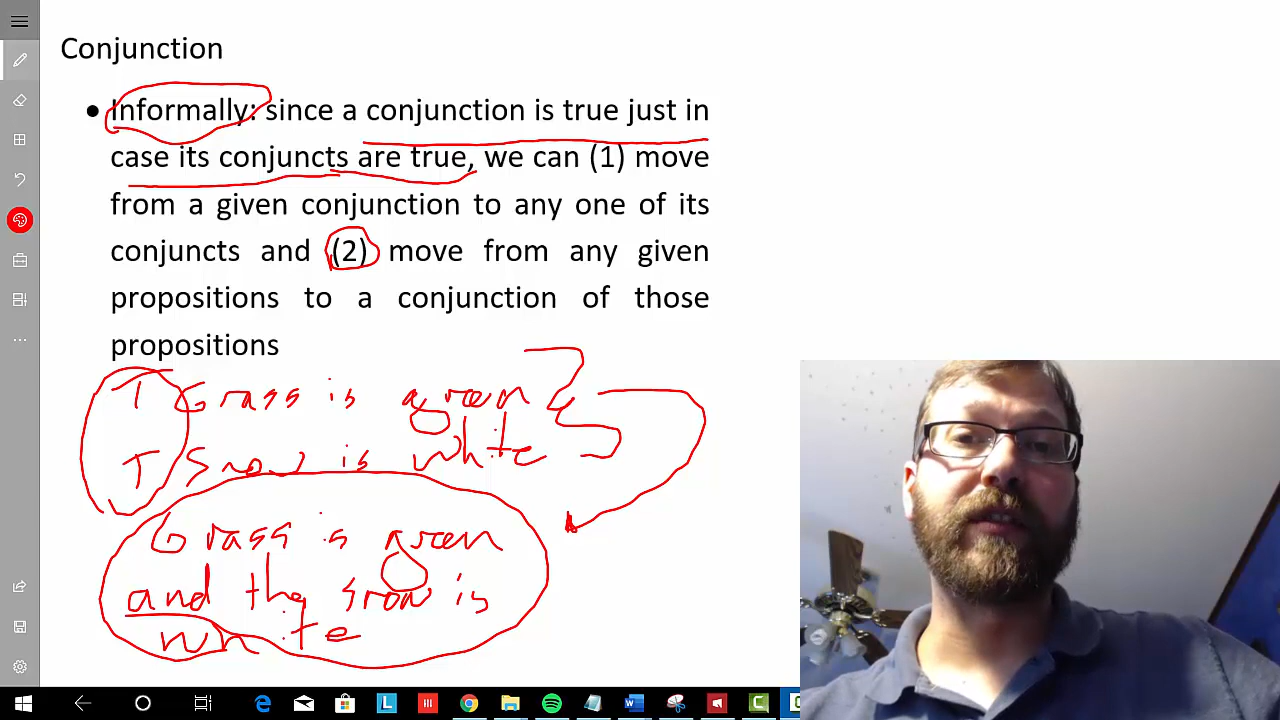 Conjunction
• Informally: since a conjunction is true just in
case its conjuncts are true, we can (1) move
from a given conjunction to any one of its
conjuncts and (2) move from any given
propositions to a conjunction of those
propositions
T Grass is green
T Snow is white
Grass is green
and the snow is
white